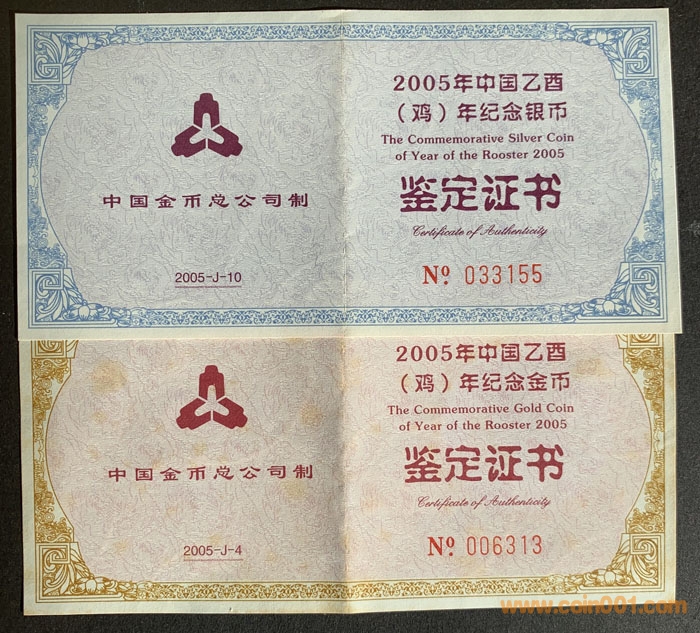 中国金币总公司制
2005-J-10
2005年中国乙酉
（鸡）年纪念银币
The Commemorative Silver Coin
of Year of the Rooster 2005
鉴定证书
Certificate of Authenticity
Nº 033155
中国金币总公司制
2005-J-4
2005年中国乙酉
（鸡）年纪念金币
The Commemorative Gold Coin
of Year of the Rooster 2005
鉴定证书
Certificate of Authenticity
Nº 006313
www.coin001.com